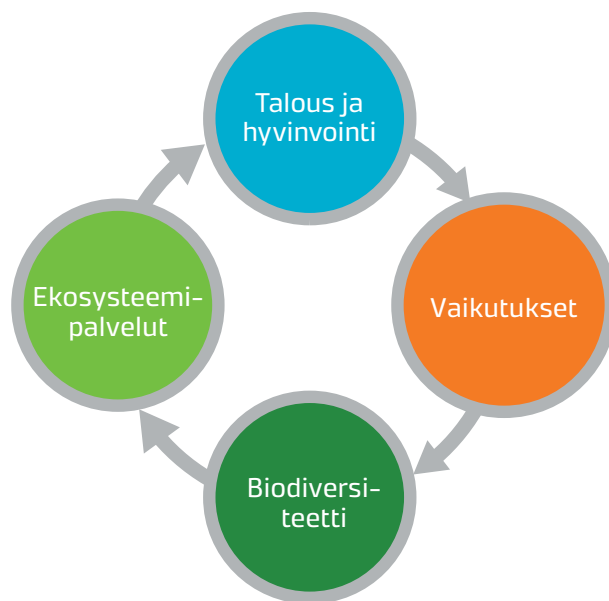 Talous ja
hyvinvointi
Vaikutukset
Biodiversi-
teetti
Ekosysteemi-
palvelut